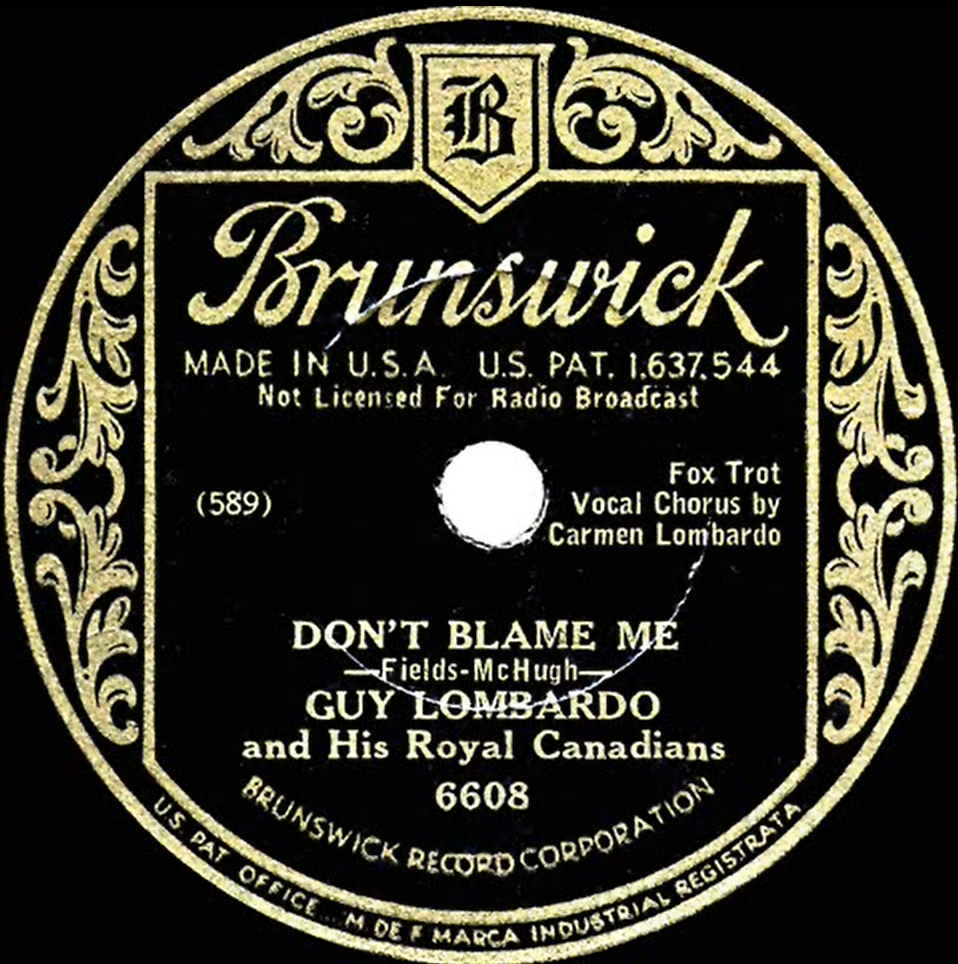 B
Brunswick
MADE IN U.S.A. U.S. PAT. 1,637,544
Not Licensed For Radio Broadcast
(589)
Fox Trot
Vocal Chorus by
Carmen Lombardo
DON'T BLAME ME
—Fields-McHugh—
GUY LOMBARDO
and His Royal Canadians
6608
BRUNSWICK RECORD CORPORATION
U.S. PAT OFFICE M. DE F MARCA INDUSTRIAL REGISTRATA